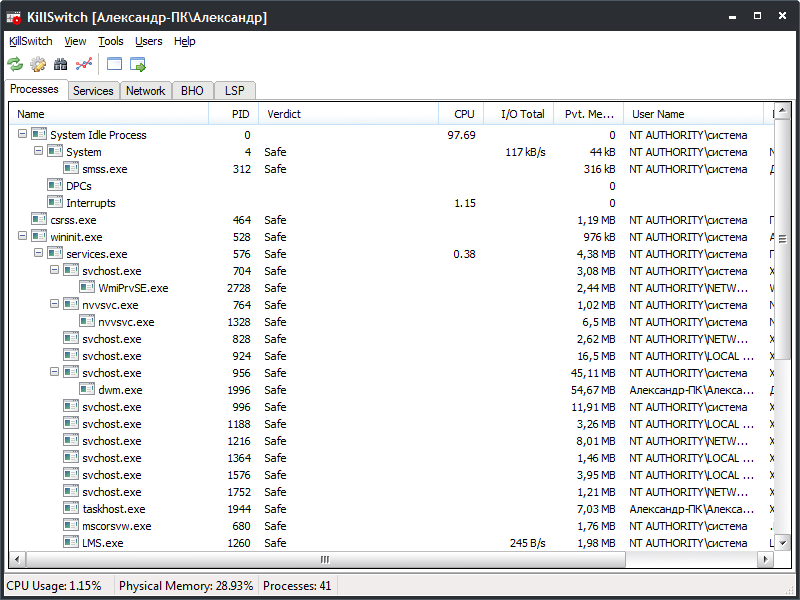 KillSwitch [Александр-ПК\Александр]
KillSwitch View Tools Users Help
Processes Services Network BHO LSP
Name PID Verdict CPU I/O Total Pvt. Me... User Name
System Idle Process 0 97.69 0 NT AUTHORITY\система
System 4 Safe 117 kB/s 44 kB NT AUTHORITY\система
smss.exe 312 Safe 316 kB NT AUTHORITY\система
DPCs 0
Interrupts 1.15 0
csrss.exe 464 Safe 1,19 MB NT AUTHORITY\система
wininit.exe 528 Safe 976 kB NT AUTHORITY\система
services.exe 576 Safe 0.38 4,38 MB NT AUTHORITY\система
svchost.exe 704 Safe 3,08 MB NT AUTHORITY\система
WmiPrvSE.exe 2728 Safe 2,44 MB NT AUTHORITY\NETW...
nvvsvc.exe 764 Safe 1,02 MB NT AUTHORITY\система
nvvsvc.exe 1328 Safe 6,5 MB NT AUTHORITY\система
svchost.exe 828 Safe 2,62 MB NT AUTHORITY\NETW...
svchost.exe 924 Safe 16,5 MB NT AUTHORITY\LOCAL ...
svchost.exe 956 Safe 45,11 MB NT AUTHORITY\система
dwm.exe 1996 Safe 54,67 MB Александр-ПК\Алекса...
svchost.exe 996 Safe 11,91 MB NT AUTHORITY\система
svchost.exe 1188 Safe 3,26 MB NT AUTHORITY\LOCAL ...
svchost.exe 1216 Safe 8,01 MB NT AUTHORITY\NETW...
svchost.exe 1364 Safe 1,46 MB NT AUTHORITY\LOCAL ...
svchost.exe 1576 Safe 3,95 MB NT AUTHORITY\LOCAL ...
svchost.exe 1752 Safe 1,21 MB NT AUTHORITY\NETW...
taskhost.exe 1944 Safe 7,03 MB Александр-ПК\Алекса...
mscorsvw.exe 680 Safe 1,76 MB NT AUTHORITY\система
LMS.exe 1260 Safe 245 B/s 1,98 MB NT AUTHORITY\система
CPU Usage: 1.15% Physical Memory: 28.93% Processes: 41